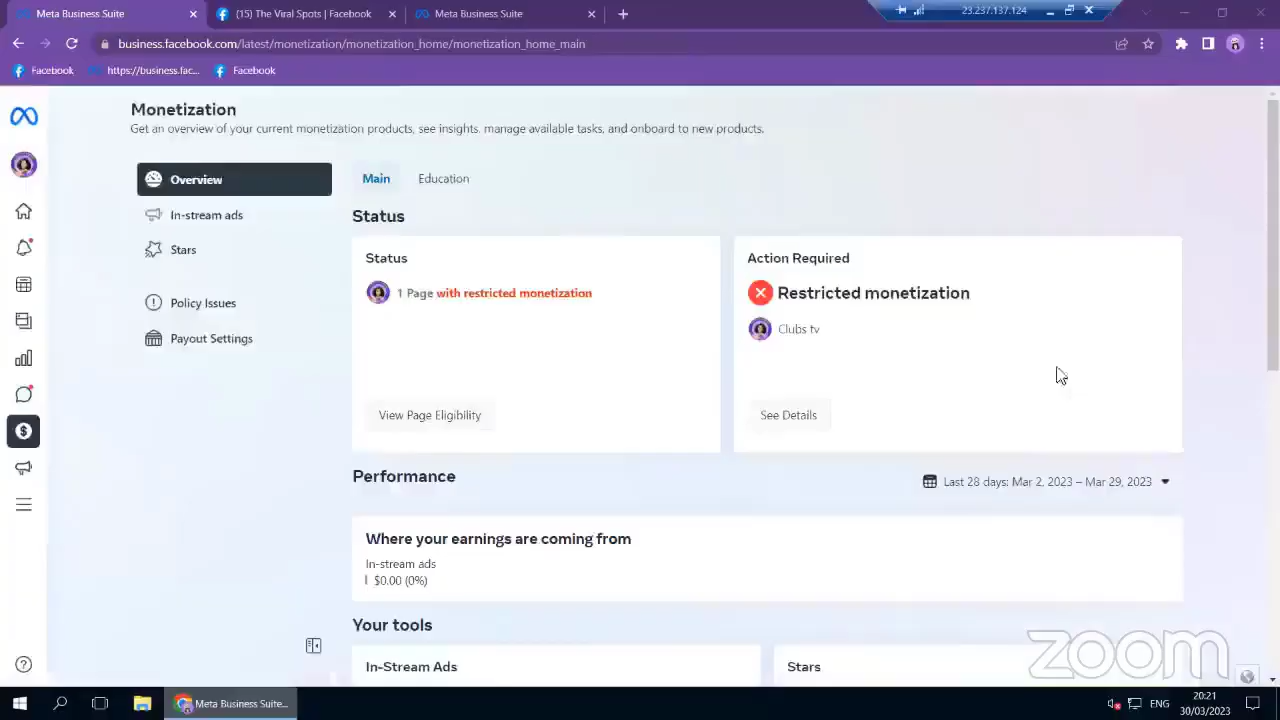 Meta Business Suite
(15) The Viral Spots | Facebook
Meta Business Suite
23.237.137.124
business.facebook.com/latest/monetization/monetization_home/monetization_home_main
Facebook
https://business.fac...
Facebook
Monetization
Get an overview of your current monetization products, see insights, manage available tasks, and onboard to new products.
Overview
In-stream ads
Stars
Policy Issues
Payout Settings
Main
Education
Status
Status
1 Page with restricted monetization
View Page Eligibility
Action Required
Restricted monetization
Clubs tv
See Details
Performance
Last 28 days: Mar 2, 2023 – Mar 29, 2023
Where your earnings are coming from
In-stream ads
$0.00 (0%)
Your tools
In-Stream Ads
Stars
zoom
Meta Business Suite...
ENG
20:21
30/03/2023